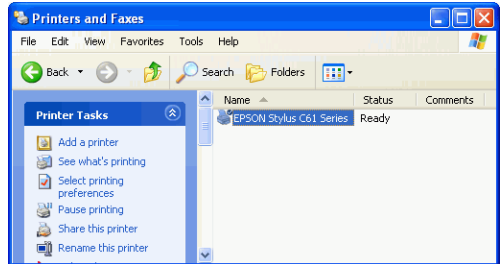 Printers and Faxes
File Edit View Favorites Tools Help
Back Search Folders
Name Status Comments
EPSON Stylus C61 Series Ready
Printer Tasks
Add a printer
See what's printing
Select printing
preferences
Pause printing
Share this printer
Rename this printer